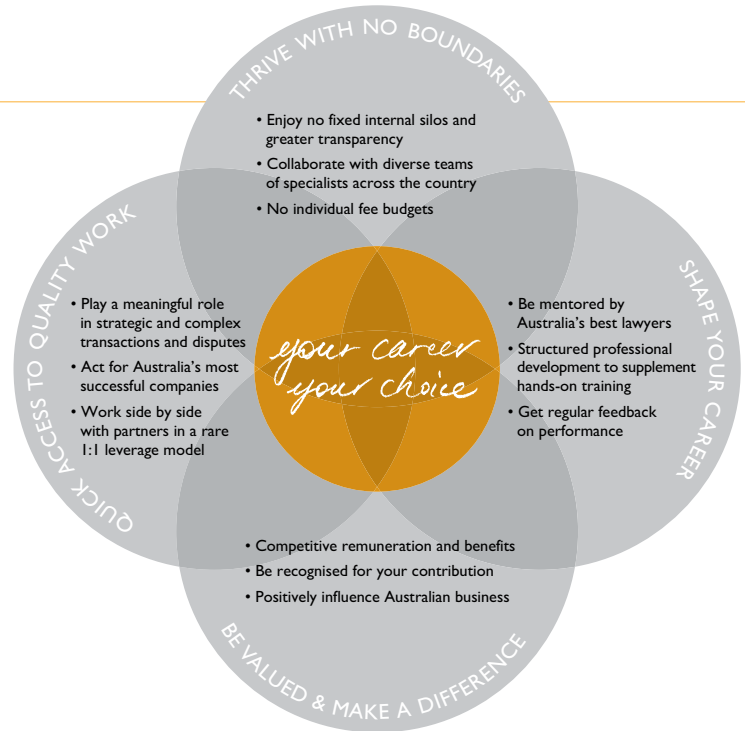 THRIVE WITH NO BOUNDARIES
• Enjoy no fixed internal silos and
greater transparency
• Collaborate with diverse teams
of specialists across the country
• No individual fee budgets
QUICK ACCESS TO QUALITY WORK
• Play a meaningful role
in strategic and complex
transactions and disputes
• Act for Australia's most
successful companies
• Work side by side
with partners in a rare
1:1 leverage model
your career
your choice
SHAPE YOUR CAREER
• Be mentored by
Australia's best lawyers
• Structured professional
development to supplement
hands-on training
• Get regular feedback
on performance
• Competitive remuneration and benefits
• Be recognised for your contribution
• Positively influence Australian business
BE VALUED & MAKE A DIFFERENCE